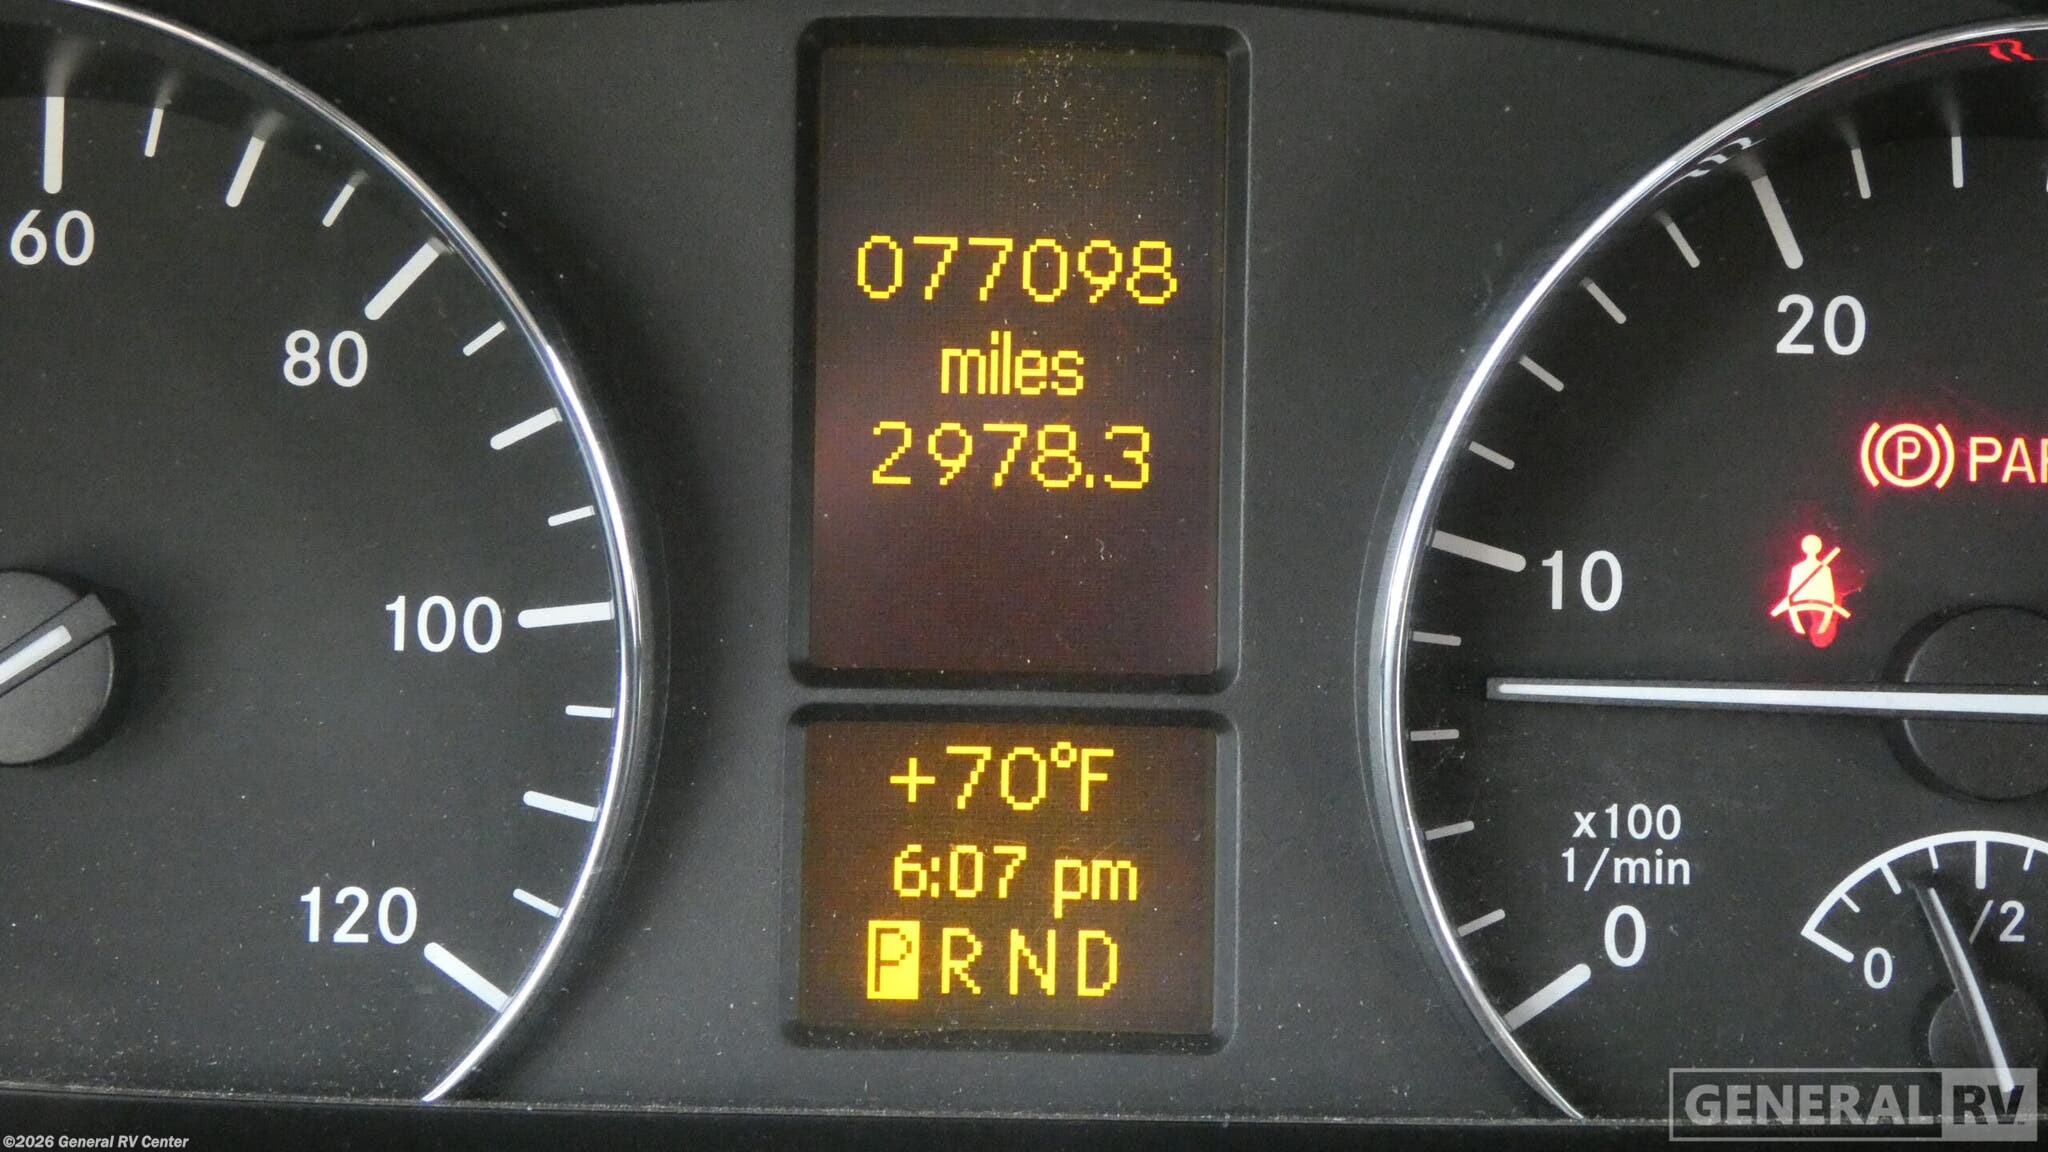 60
80
100
120
077098
miles
2978.3
+70°F
6:07 pm
P R N D
20
10
0
x100
1/min
(P)
0
/2
GENERAL RV
©2026 General RV Center